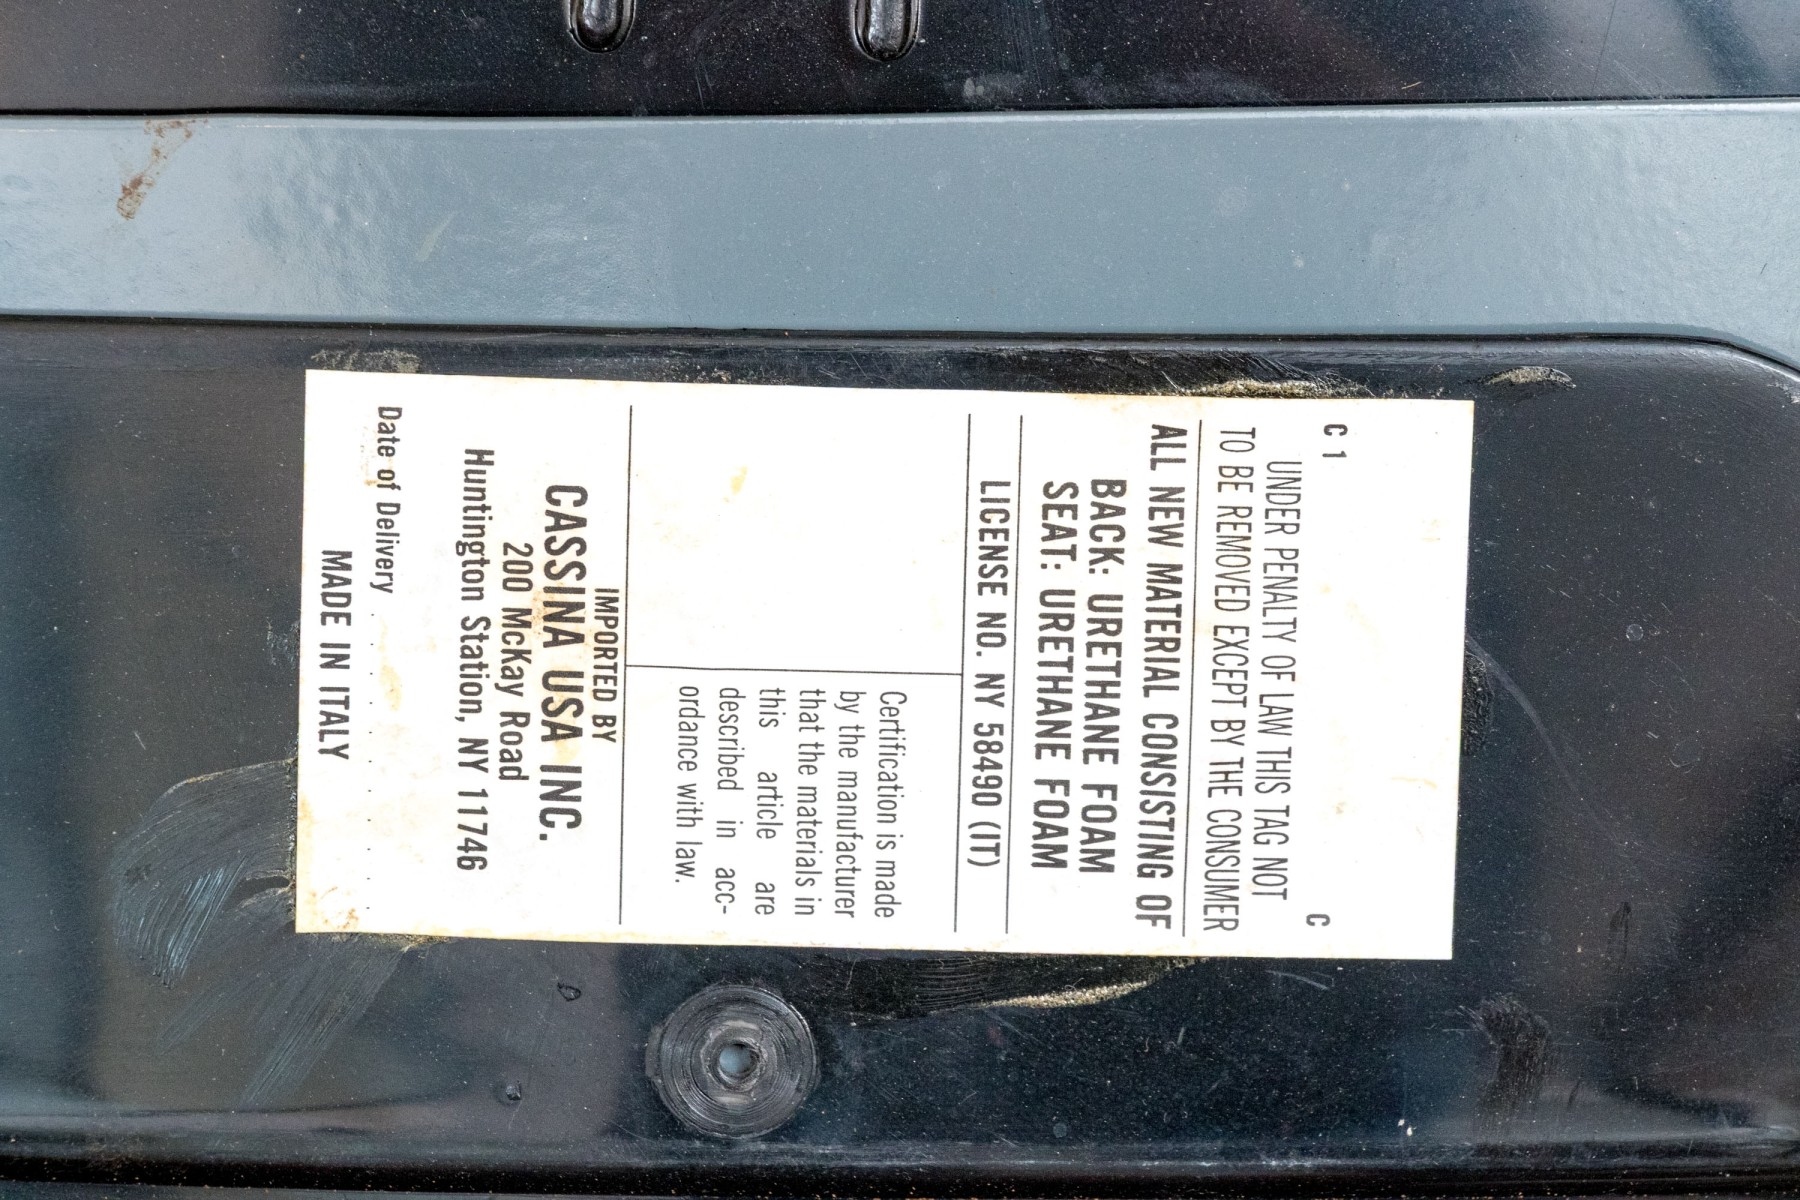 C 1 C
UNDER PENALTY OF LAW THIS TAG NOT
TO BE REMOVED EXCEPT BY THE CONSUMER
ALL NEW MATERIAL CONSISTING OF
BACK: URETHANE FOAM
SEAT: URETHANE FOAM
LICENSE NO. NY 58490 (IT)
Certification is made
by the manufacturer
that the materials in
this article are
described in acc-
ordance with law.
IMPORTED BY
CASSINA USA INC.
200 McKay Road
Huntington Station, NY 11746
Date of Delivery . . . . . . . . . . . .
MADE IN ITALY